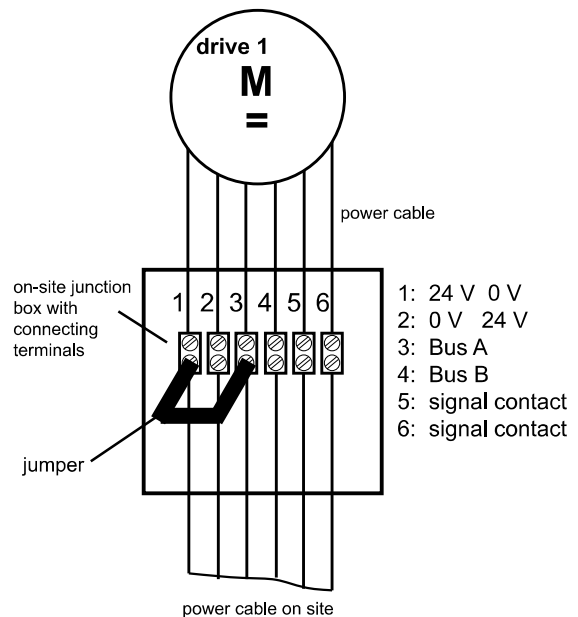 drive 1
M
=
power cable
on-site junction
box with
connecting
terminals
1 2 3 4 5 6
1: 24 V 0 V
2: 0 V 24 V
3: Bus A
4: Bus B
5: signal contact
6: signal contact
jumper
power cable on site